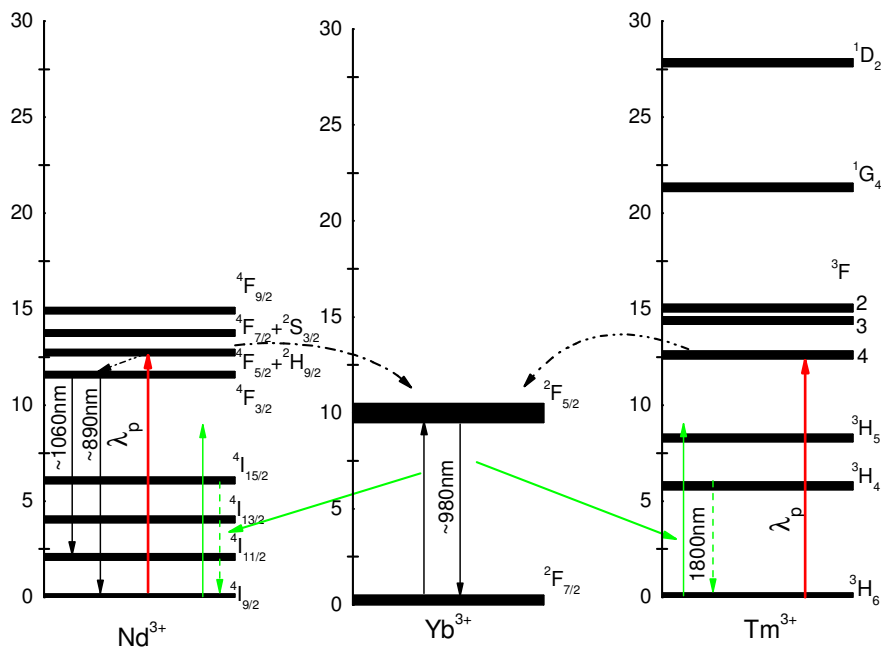 30
25
20
15
10
5
0
⁴F₉/₂
⁴F₇/₂+²S₃/₂
⁴F₅/₂+²H₉/₂
⁴F₃/₂
⁴I₁₅/₂
⁴I₁₃/₂
⁴I₁₁/₂
⁴I₉/₂
~1060nm
~890nm
λₚ
Nd³⁺
30
25
20
15
10
5
0
²F₅/₂
~980nm
²F₇/₂
Yb³⁺
30
25
20
15
10
5
0
¹D₂
¹G₄
³F
2
3
4
³H₅
³H₄
³H₆
1800nm
λₚ
Tm³⁺